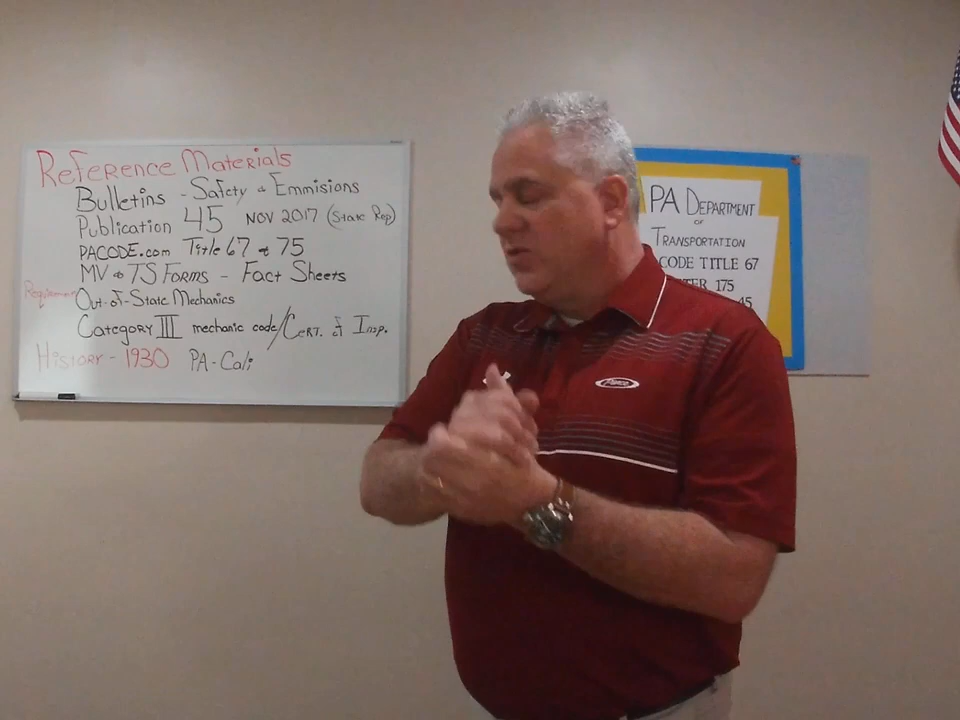 Reference Materials
Bulletins - Safety & Emmisions
Publication 45 NOV 2017 (State Rep)
PACODE.com Title 67 & 75
MV & TS FORMS - Fact Sheets
Out-of-State Mechanics
Category III mechanic code/CERT. of Insp.
History - 1930 PA-Cali
PA DEPARTMENT
OF
TRANSPORTATION
CODE TITLE 67
TER 175
45